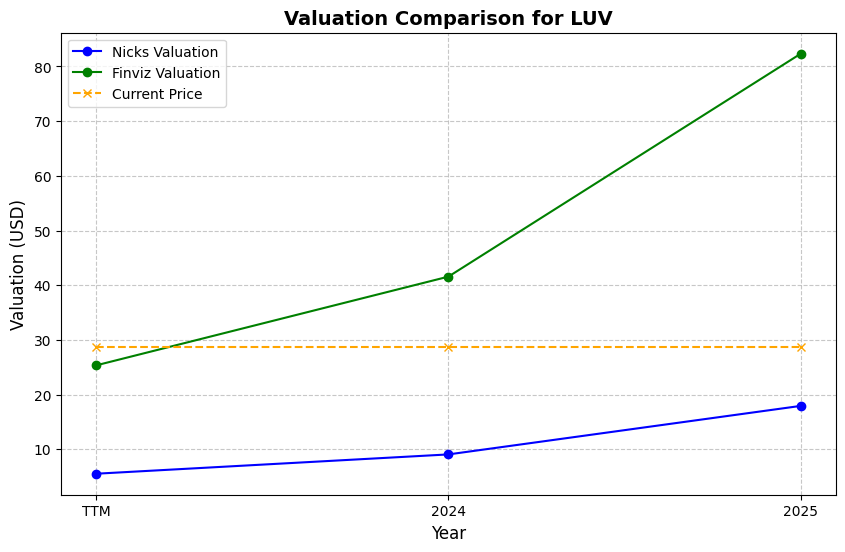 Valuation Comparison for LUV
Nicks Valuation
Finviz Valuation
Current Price
Valuation (USD)
80
70
60
50
40
30
20
10
TTM
2024
2025
Year